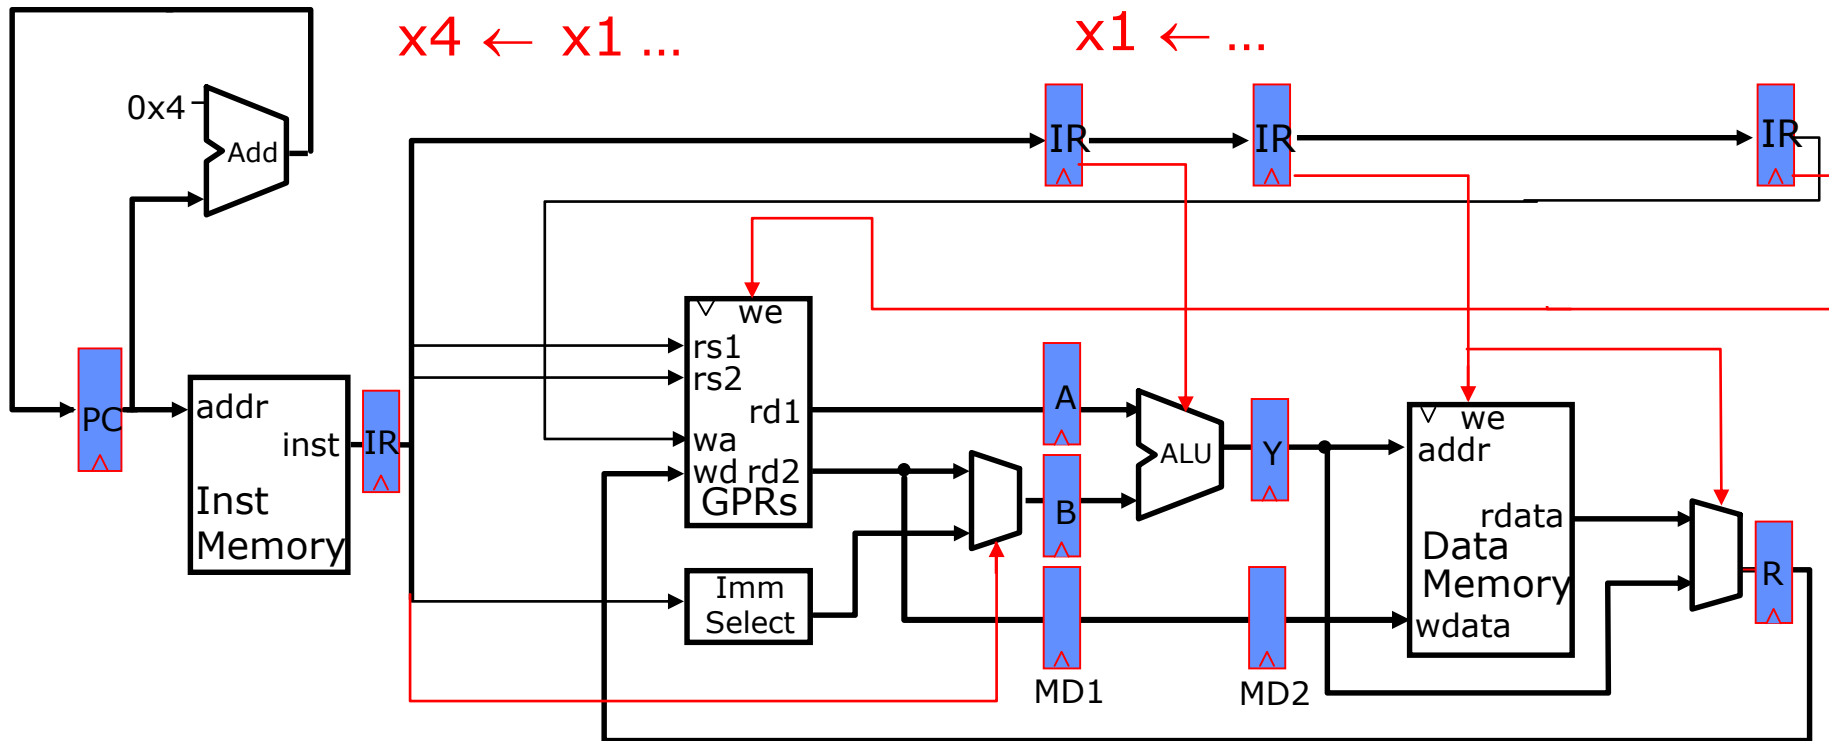 x4 ← x1 ...
x1 ← ...
0x4
Add
IR
IR
IR
we
rs1
rs2
rd1
wa
wd rd2
GPRs
PC
addr
inst
Inst
Memory
IR
A
B
ALU
Y
we
addr
rdata
Data
Memory
wdata
R
Imm
Select
MD1
MD2